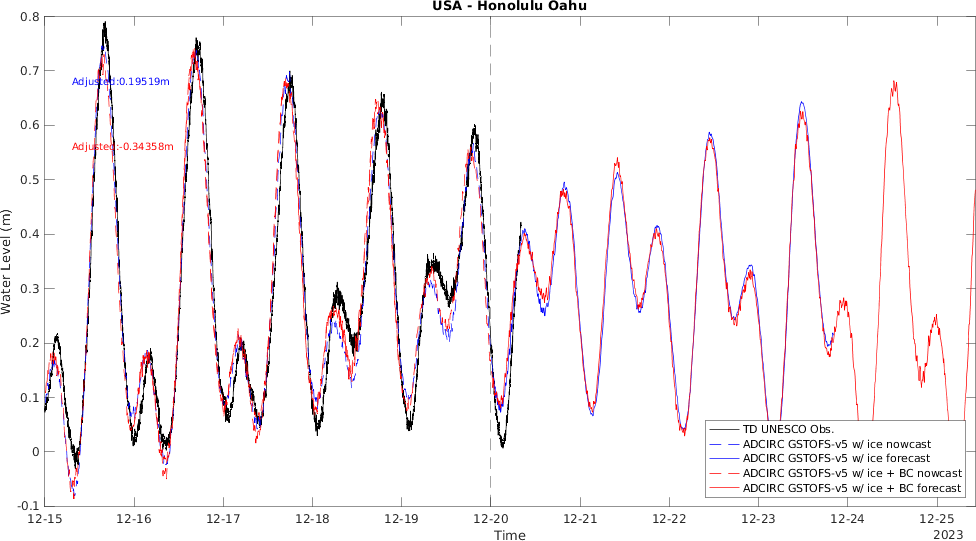 USA - Honolulu Oahu
0.8
0.7
0.6
0.5
0.4
0.3
0.2
0.1
0
-0.1
Water Level (m)
Adjusted:0.19519m
Adjusted:-0.34358m
TD UNESCO Obs.
ADCIRC GSTOFS-v5 w/ ice nowcast
ADCIRC GSTOFS-v5 w/ ice forecast
ADCIRC GSTOFS-v5 w/ ice + BC nowcast
ADCIRC GSTOFS-v5 w/ ice + BC forecast
12-15 12-16 12-17 12-18 12-19 12-20 12-21 12-22 12-23 12-24 12-25
2023
Time